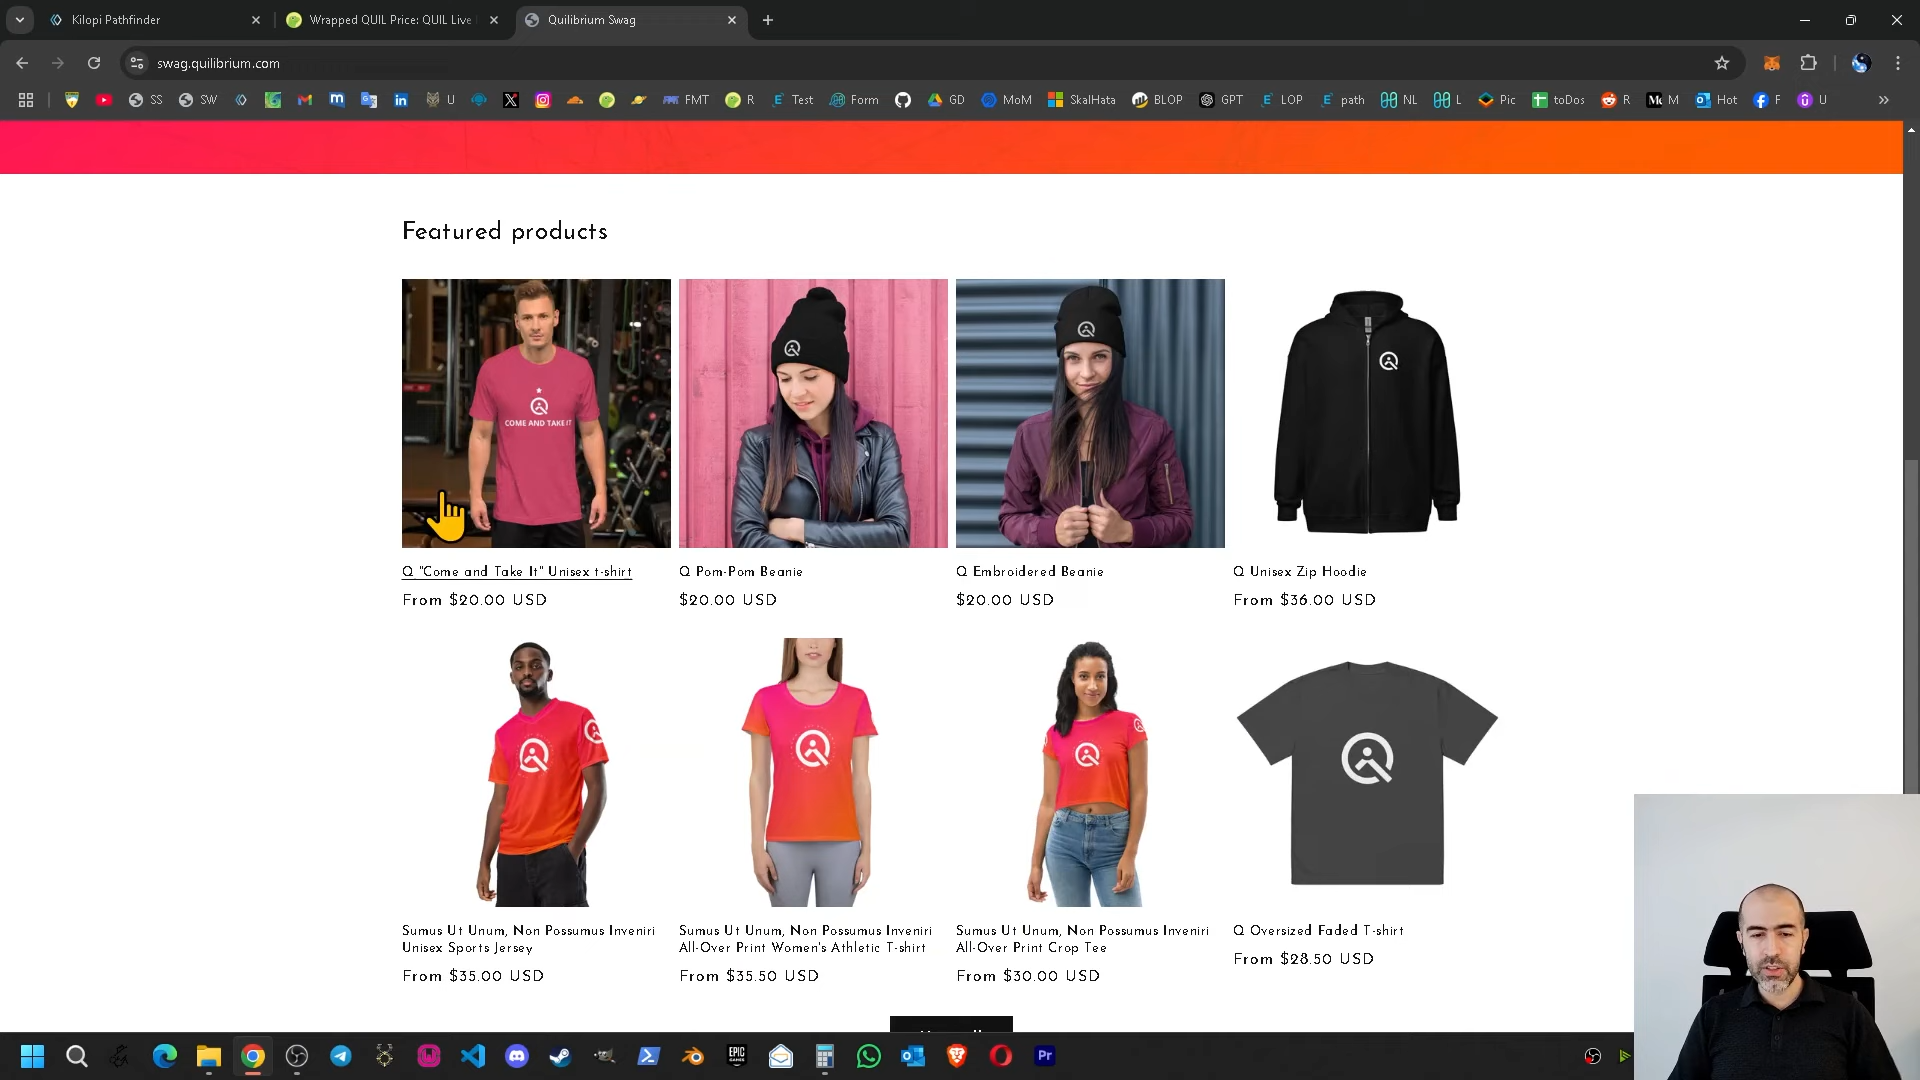 Kilopi Pathfinder
Wrapped QUIL Price: QUIL Live
Quilibrium Swag
swag.quilibrium.com
SS
SW
U
FMT
R
Test
Form
GD
MoM
SkalHata
BLOP
GPT
LOP
path
NL
L
Pic
toDos
R
M
Hot
F
U
Featured products
COME AND TAKE IT
Q "Come and Take It" Unisex t-shirt
From $20.00 USD
Q Pom-Pom Beanie
$20.00 USD
Q Embroidered Beanie
$20.00 USD
Q Unisex Zip Hoodie
From $36.00 USD
Sumus Ut Unum, Non Possumus Inveniri
Unisex Sports Jersey
From $35.00 USD
Sumus Ut Unum, Non Possumus Inveniri
All-Over Print Women's Athletic T-shirt
From $35.50 USD
Sumus Ut Unum, Non Possumus Inveniri
All-Over Print Crop Tee
From $30.00 USD
Q Oversized Faded T-shirt
From $28.50 USD
EPIC
GAMES
Pr